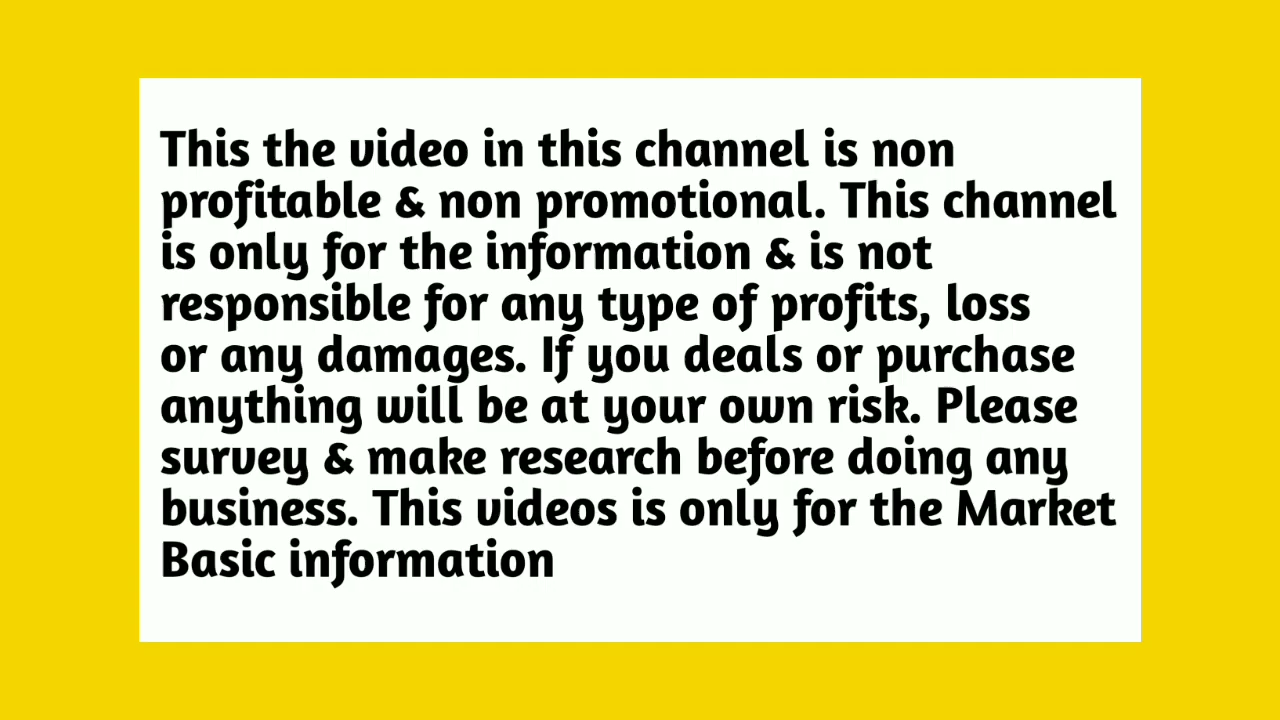 This the video in this channel is non
profitable & non promotional. This channel
is only for the information & is not
responsible for any type of profits, loss
or any damages. If you deals or purchase
anything will be at your own risk. Please
survey & make research before doing any
business. This videos is only for the Market
Basic information